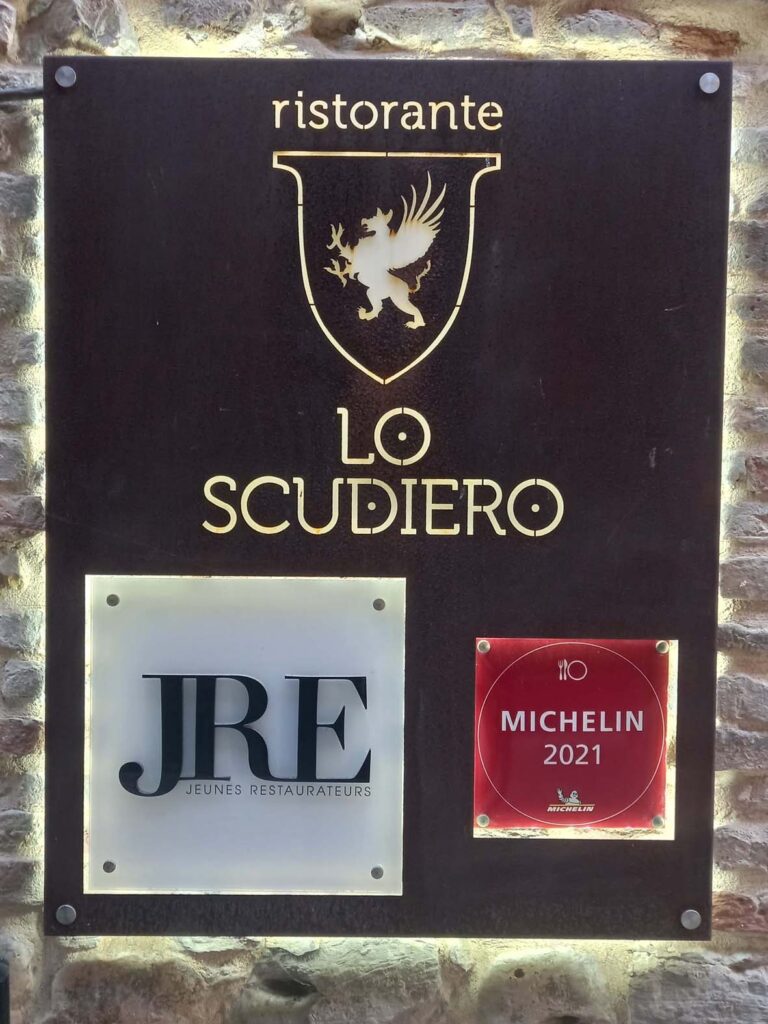 ristorante
LO
SCUDIERO
JRE
JEUNES RESTAURATEURS
MICHELIN
2021
MICHELIN